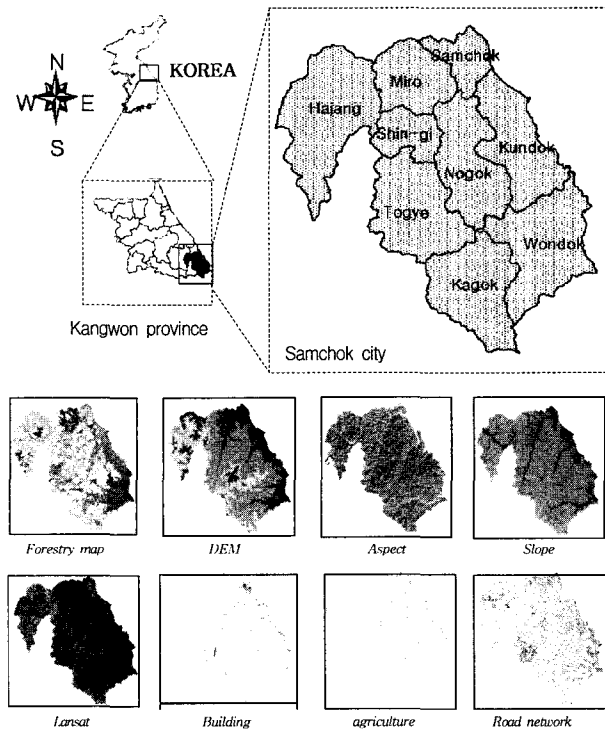 N
W E
S
KOREA
Samchok
Miro
Hajang
Shin-gi
Kundok
Nogok
Togye
Wondok
Kagok
Kangwon province
Samchok city
Forestry map
DEM
Aspect
Slope
Lansat
Building
agriculture
Road network